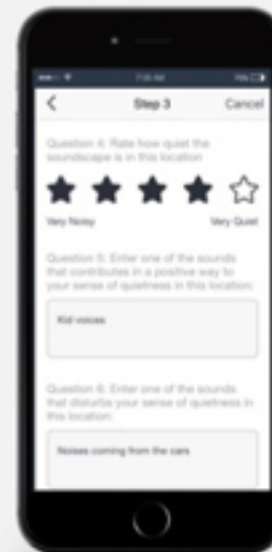 7:05 AM
Step 3
Cancel
Question 4: Rate how quiet the
soundscape is in this location
Very Noisy
Very Quiet
Question 5: Enter one of the sounds
that contributes in a positive way to
your sense of quietness in this location:
Kid voices
Question 6: Enter one of the sounds
that disturbs your sense of quietness in
this location:
Noises coming from the cars